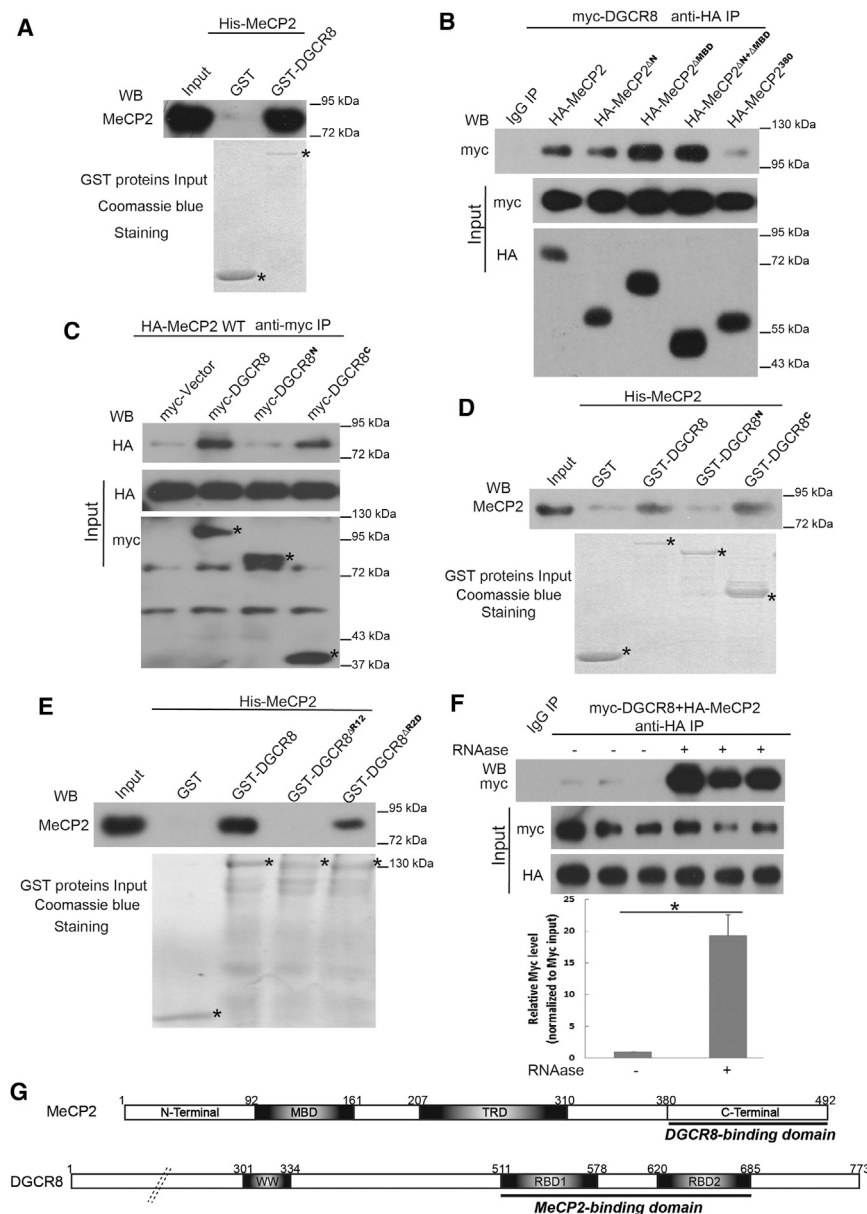 A
His-MeCP2
Input
GST
GST-DGCR8
WB
MeCP2
95 kDa
72 kDa
GST proteins Input
Coomassie blue
Staining
*
*
B
myc-DGCR8 anti-HA IP
IgG IP
HA-MeCP2
HA-MeCP2ΔN
HA-MeCP2ΔMBD
HA-MeCP2ΔN+ΔMBD
HA-MeCP2380
WB
myc
130 kDa
95 kDa
Input
myc
HA
95 kDa
72 kDa
55 kDa
43 kDa
C
HA-MeCP2 WT anti-myc IP
myc-Vector
myc-DGCR8
myc-DGCR8N
myc-DGCR8C
WB
HA
95 kDa
72 kDa
Input
HA
myc
130 kDa
95 kDa
72 kDa
43 kDa
37 kDa
*
*
*
D
His-MeCP2
Input
GST
GST-DGCR8
GST-DGCR8N
GST-DGCR8C
WB
MeCP2
95 kDa
72 kDa
GST proteins Input
Coomassie blue
Staining
*
*
*
*
E
His-MeCP2
Input
GST
GST-DGCR8
GST-DGCR8ΔR12
GST-DGCR8ΔR2D
WB
MeCP2
95 kDa
72 kDa
130 kDa
GST proteins Input
Coomassie blue
Staining
*
*
*
*
F
IgG IP
myc-DGCR8+HA-MeCP2
anti-HA IP
RNAase - - - + + +
WB
myc
Input
myc
HA
Relative Myc level
(normalized to Myc input)
25
20
15
10
5
0
*
RNAase - +
G
1 92 161 207 310 380 492
MeCP2 N-Terminal MBD TRD C-Terminal
DGCR8-binding domain
1 301 334 511 578 620 685 773
DGCR8 WW RBD1 RBD2
MeCP2-binding domain